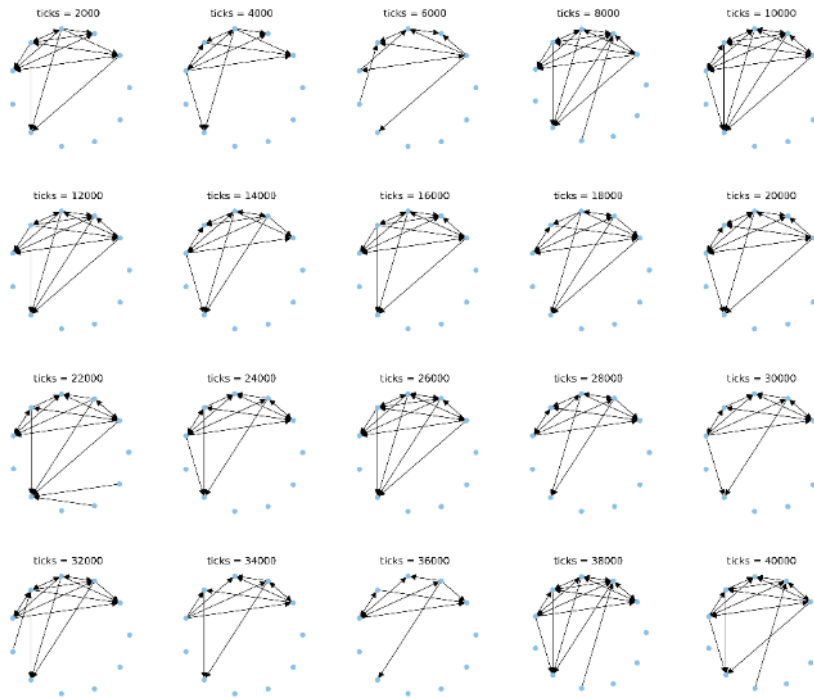 ticks = 2000
ticks = 4000
ticks = 6000
ticks = 8000
ticks = 10000
ticks = 12000
ticks = 14000
ticks = 16000
ticks = 18000
ticks = 20000
ticks = 22000
ticks = 24000
ticks = 26000
ticks = 28000
ticks = 30000
ticks = 32000
ticks = 34000
ticks = 36000
ticks = 38000
ticks = 40000